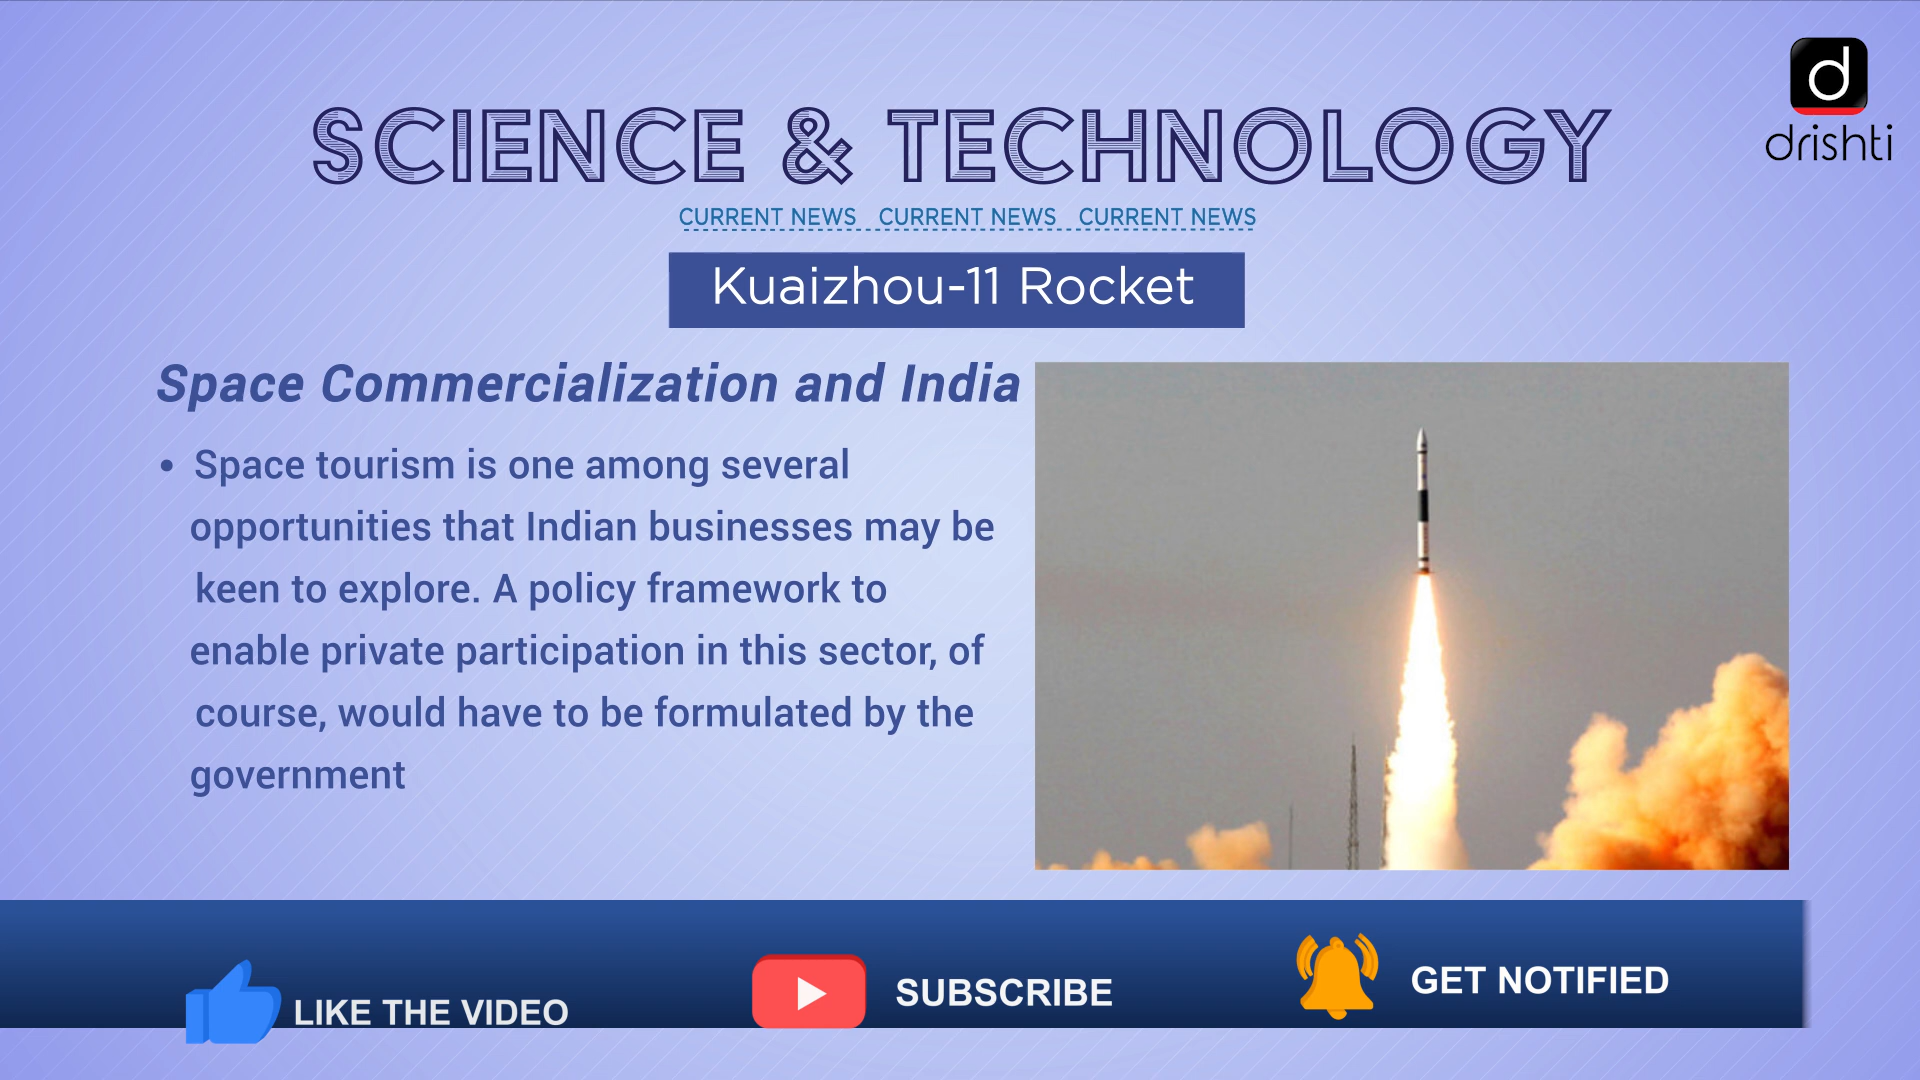 d
drishti
SCIENCE & TECHNOLOGY
CURRENT NEWS CURRENT NEWS CURRENT NEWS
Kuaizhou-11 Rocket
Space Commercialization and India
• Space tourism is one among several
opportunities that Indian businesses may be
keen to explore. A policy framework to
enable private participation in this sector, of
course, would have to be formulated by the
government
LIKE THE VIDEO
SUBSCRIBE
GET NOTIFIED